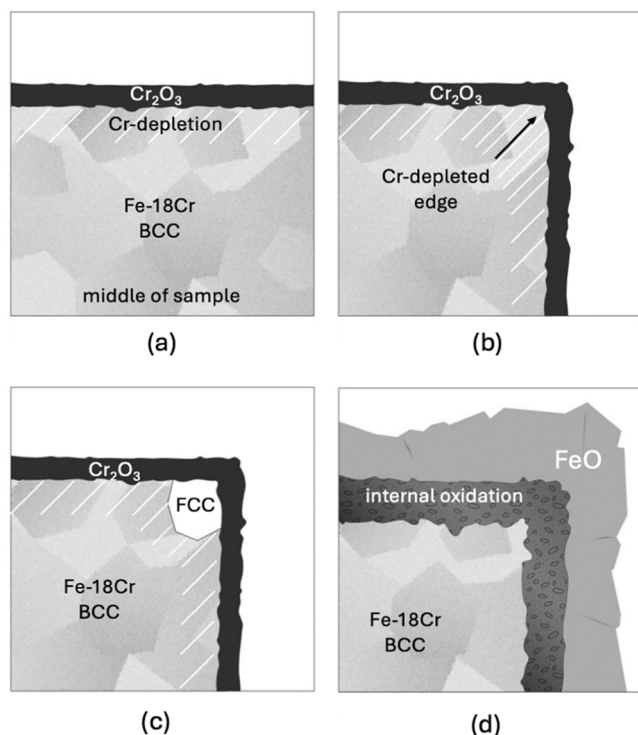 Cr₂O₃
Cr-depletion
Fe-18Cr
BCC
middle of sample
(a)
Cr₂O₃
Cr-depleted
edge
(b)
Cr₂O₃
FCC
Fe-18Cr
BCC
(c)
FeO
internal oxidation
Fe-18Cr
BCC
(d)